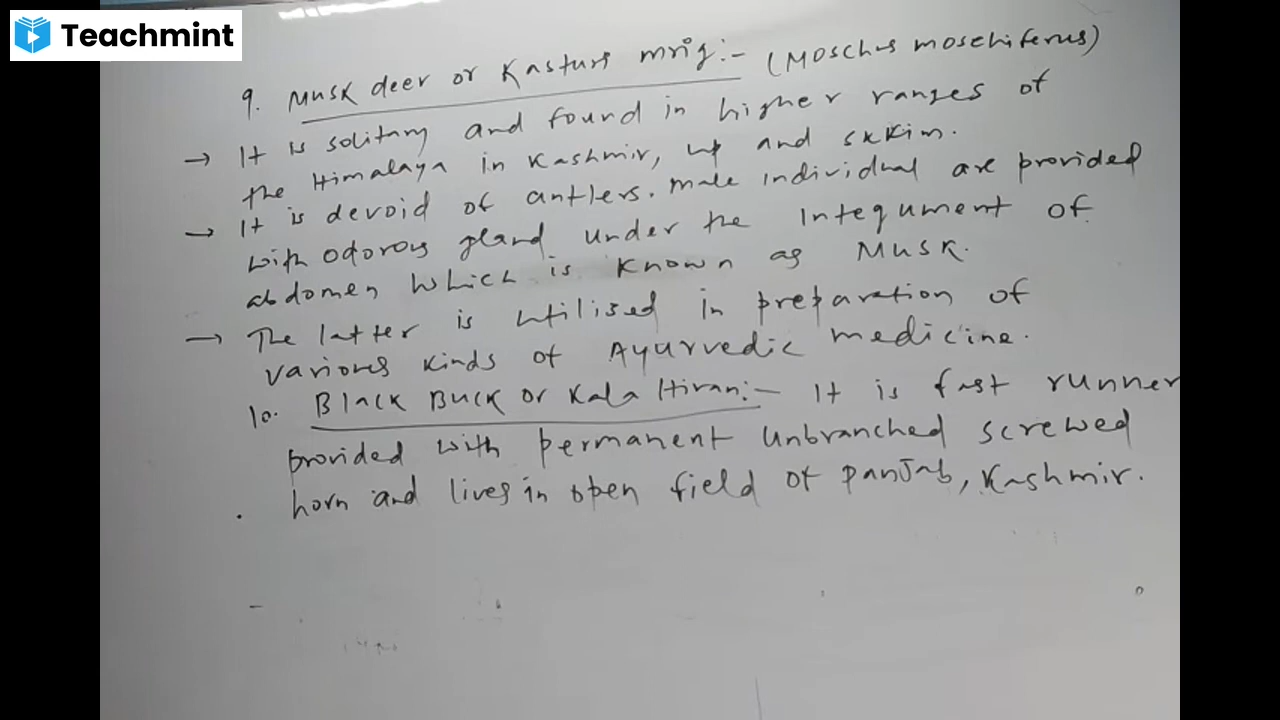 Teachmint
9. Musk deer or Kasturi mrig:- (Moschus moschiferus)
→ It is solitary and found in higher ranges of
the Himalaya in Kashmir, up and sikkim.
→ It is devoid of antlers. Male individual are provided
with odorous gland under the Integument of
abdomen which is known as Musk.
→ The latter is utilised in preparation of
various kinds of Ayurvedic medicine.
10. Black Buck or Kala Hiran:- It is fast runner
provided with permanent unbranched screwed
horn and lives in open field of Panjab, Kashmir.